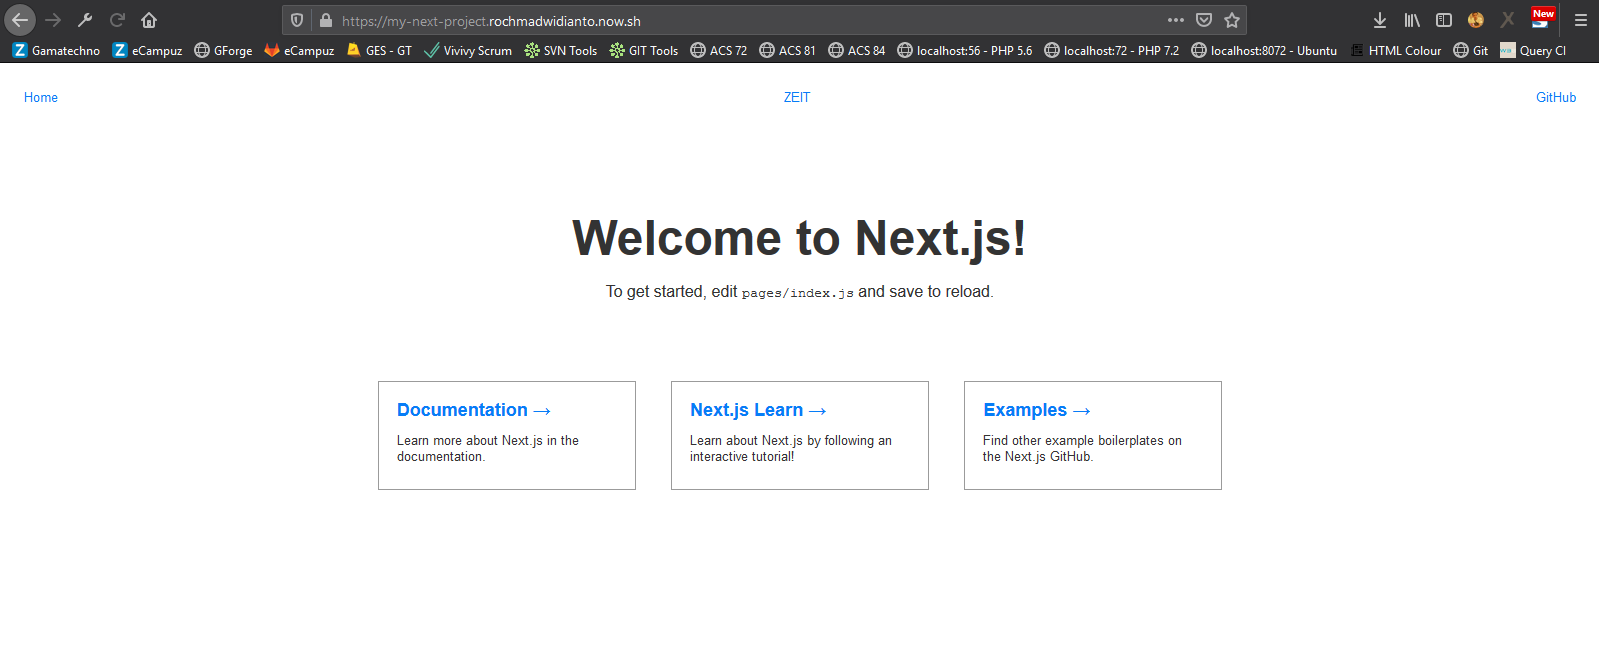 https://my-next-project.rochmadwidianto.now.sh
New
Gamatechno eCampuz GForge eCampuz GES - GT Vivivy Scrum SVN Tools GIT Tools ACS 72 ACS 81 ACS 84 localhost:56 - PHP 5.6 localhost:72 - PHP 7.2 localhost:8072 - Ubuntu HTML Colour Git Query CI
Home ZEIT GitHub
Welcome to Next.js!
To get started, edit pages/index.js and save to reload.
Documentation →
Learn more about Next.js in the
documentation.
Next.js Learn →
Learn about Next.js by following an
interactive tutorial!
Examples →
Find other example boilerplates on
the Next.js GitHub.